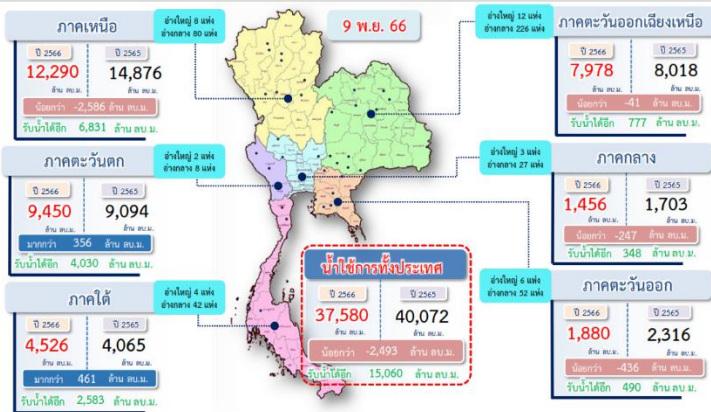 9 พ.ย. 66
ภาคเหนือ
ปี 2566 ปี 2565
12,290 14,876
ล้าน ลบ.ม. ล้าน ลบ.ม.
น้อยกว่า -2,586 ล้าน ลบ.ม.
รับน้ำได้อีก 6,831 ล้าน ลบ.ม.
อ่างใหญ่ 8 แห่ง
อ่างกลาง 80 แห่ง
อ่างใหญ่ 12 แห่ง
อ่างกลาง 226 แห่ง
ภาคตะวันออกเฉียงเหนือ
ปี 2566 ปี 2565
7,978 8,018
ล้าน ลบ.ม. ล้าน ลบ.ม.
น้อยกว่า -41 ล้าน ลบ.ม.
รับน้ำได้อีก 777 ล้าน ลบ.ม.
ภาคตะวันตก
ปี 2566 ปี 2565
9,450 9,094
ล้าน ลบ.ม. ล้าน ลบ.ม.
มากกว่า 356 ล้าน ลบ.ม.
รับน้ำได้อีก 4,030 ล้าน ลบ.ม.
อ่างใหญ่ 2 แห่ง
อ่างกลาง 8 แห่ง
อ่างใหญ่ 3 แห่ง
อ่างกลาง 27 แห่ง
ภาคกลาง
ปี 2566 ปี 2565
1,456 1,703
ล้าน ลบ.ม. ล้าน ลบ.ม.
น้อยกว่า -247 ล้าน ลบ.ม.
รับน้ำได้อีก 348 ล้าน ลบ.ม.
ภาคใต้
ปี 2566 ปี 2565
4,526 4,065
ล้าน ลบ.ม. ล้าน ลบ.ม.
มากกว่า 461 ล้าน ลบ.ม.
รับน้ำได้อีก 2,583 ล้าน ลบ.ม.
อ่างใหญ่ 4 แห่ง
อ่างกลาง 42 แห่ง
น้ำใช้การทั้งประเทศ
ปี 2566 ปี 2565
37,580 40,072
ล้าน ลบ.ม. ล้าน ลบ.ม.
น้อยกว่า -2,493 ล้าน ลบ.ม.
รับน้ำได้อีก 15,060 ล้าน ลบ.ม.
อ่างใหญ่ 6 แห่ง
อ่างกลาง 52 แห่ง
ภาคตะวันออก
ปี 2566 ปี 2565
1,880 2,316
ล้าน ลบ.ม. ล้าน ลบ.ม.
น้อยกว่า -436 ล้าน ลบ.ม.
รับน้ำได้อีก 490 ล้าน ลบ.ม.